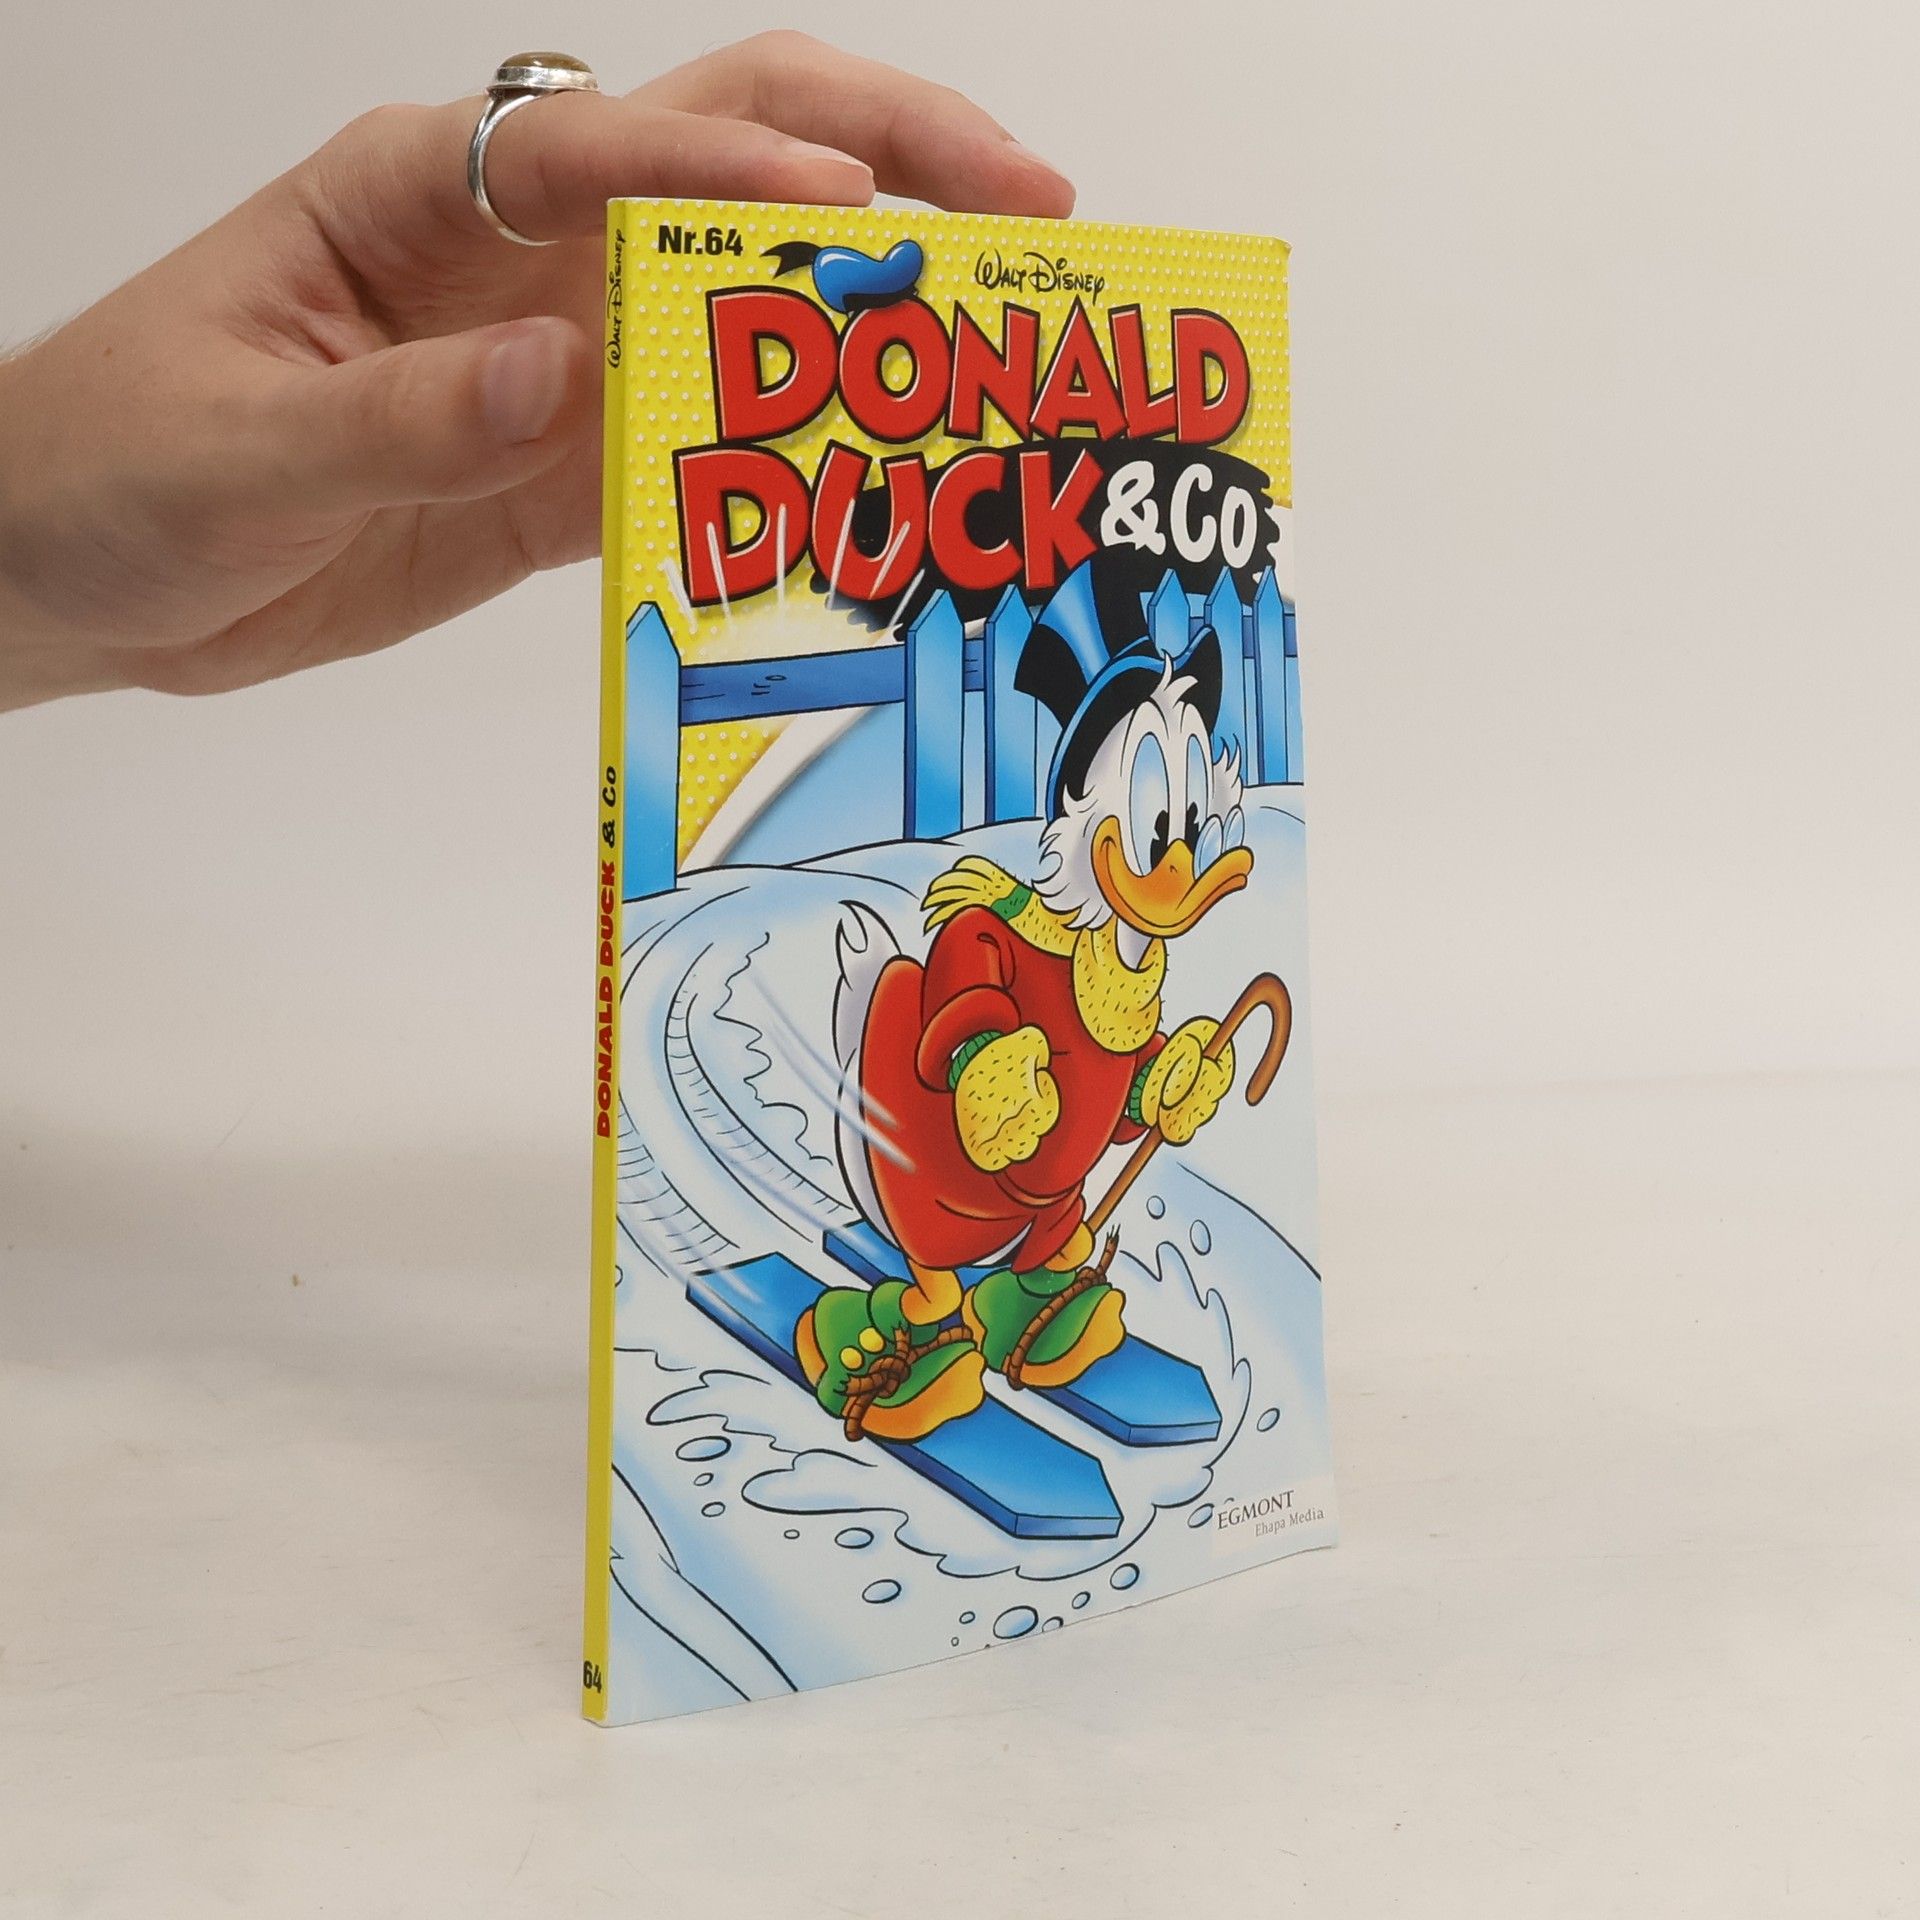 Nr.64
WALT DISNEY
DONALD
DUCK &Co
EGMONT
Ehapa Media
WALT DISNEY
DONALD DUCK & Co
64